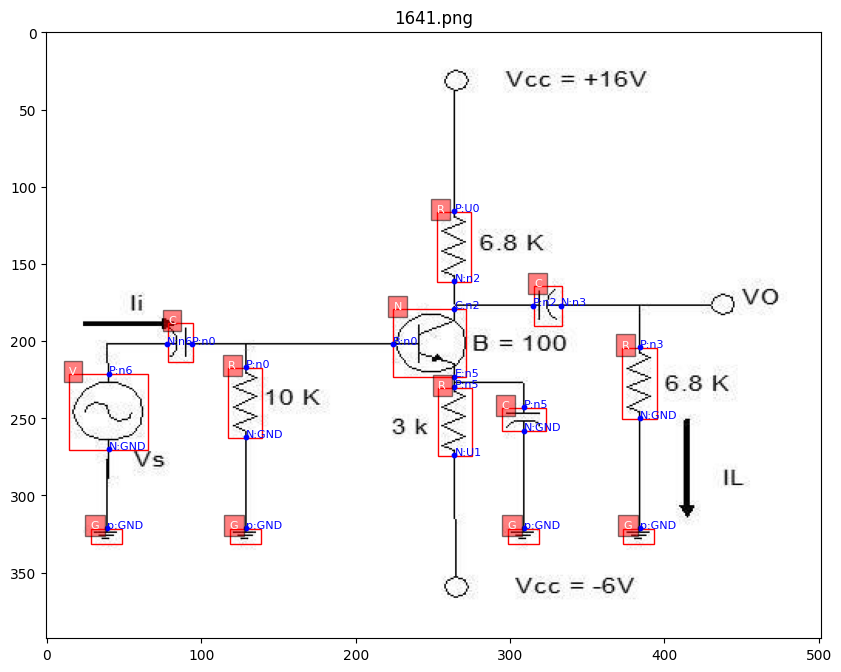 1641.png
0
Vcc = +16V
50
100
R P:U0
6.8 K
150
N:n2
C
Ii
N C:n2 P:n2 N:n3 VO
C
200
N:n6 P:n0 B:n0 B = 100 R P:n3
V P:n6 R P:n0 E:n5
R P:n5 6.8 K
10 K C P:n5
250
3 k N:GND
N:GND N:GND N:GND
Vs N:U1
IL
300
G p:GND G p:GND G p:GND G p:GND
350
Vcc = -6V
0 100 200 300 400 500